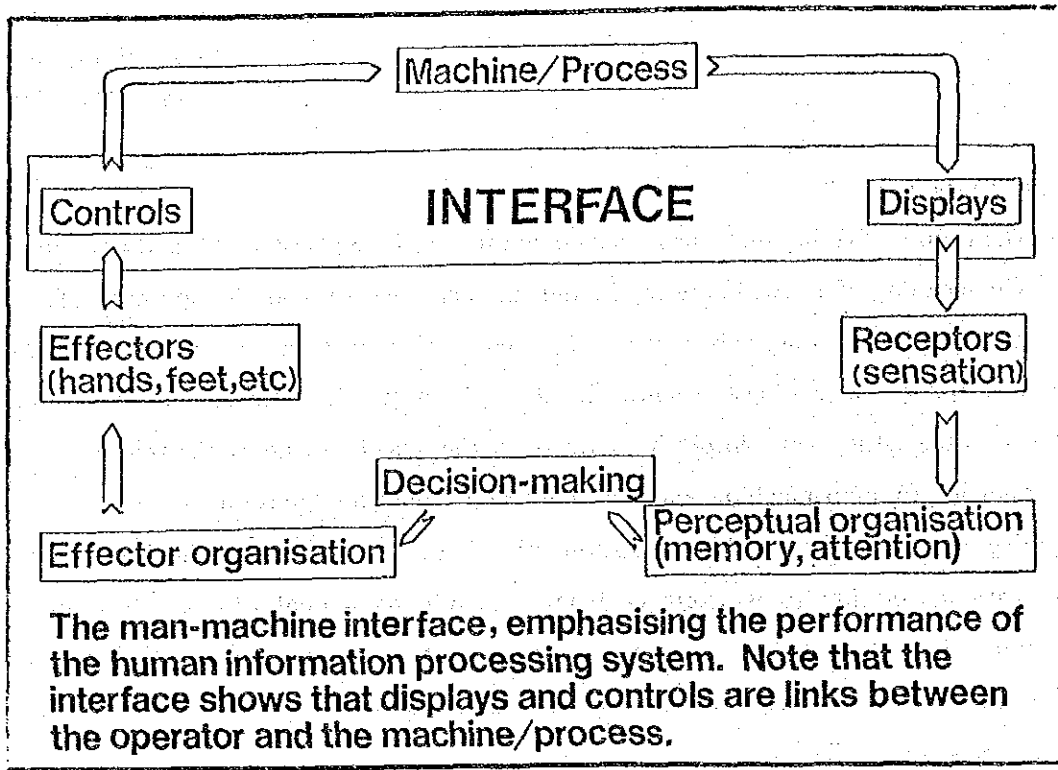 Machine/Process
Controls
INTERFACE
Displays
Effectors
(hands,feet,etc)
Receptors
(sensation)
Decision-making
Effector organisation
Perceptual organisation
(memory, attention)
The man-machine interface, emphasising the performance of
the human information processing system. Note that the
interface shows that displays and controls are links between
the operator and the machine/process.